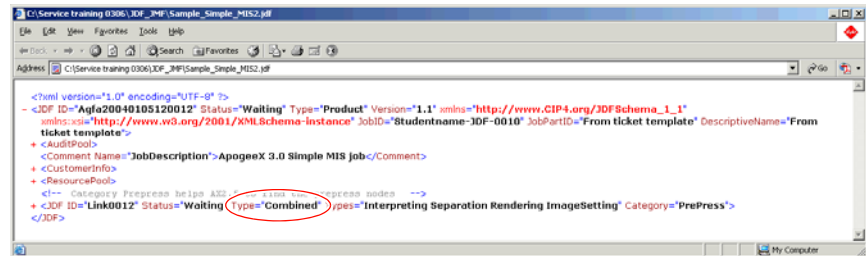 C:\Service training 0306\JDF_JMF\Sample_Simple_MIS2.jdf
File Edit View Favorites Tools Help
Back Search Favorites
Address C:\Service training 0306\JDF_JMF\Sample_Simple_MIS2.jdf Go
<?xml version="1.0" encoding="UTF-8" ?>
- <JDF ID="Agfa20040105120012" Status="Waiting" Type="Product" Version="1.1" xmlns="http://www.CIP4.org/JDFSchema_1_1"
xmlns:xsi="http://www.w3.org/2001/XMLSchema-instance" JobID="Studentname-JDF-0010" JobPartID="From ticket template" DescriptiveName="From
ticket template">
+ <AuditPool>
<Comment Name="JobDescription">ApogeeX 3.0 Simple MIS job</Comment>
+ <CustomerInfo>
+ <ResourcePool>
<!-- Category Prepress helps find prepress nodes -->
+ <JDF ID="Link0012" Status="Waiting Type="Combined" Types="Interpreting Separation Rendering ImageSetting" Category="PrePress">
</JDF>
My Computer